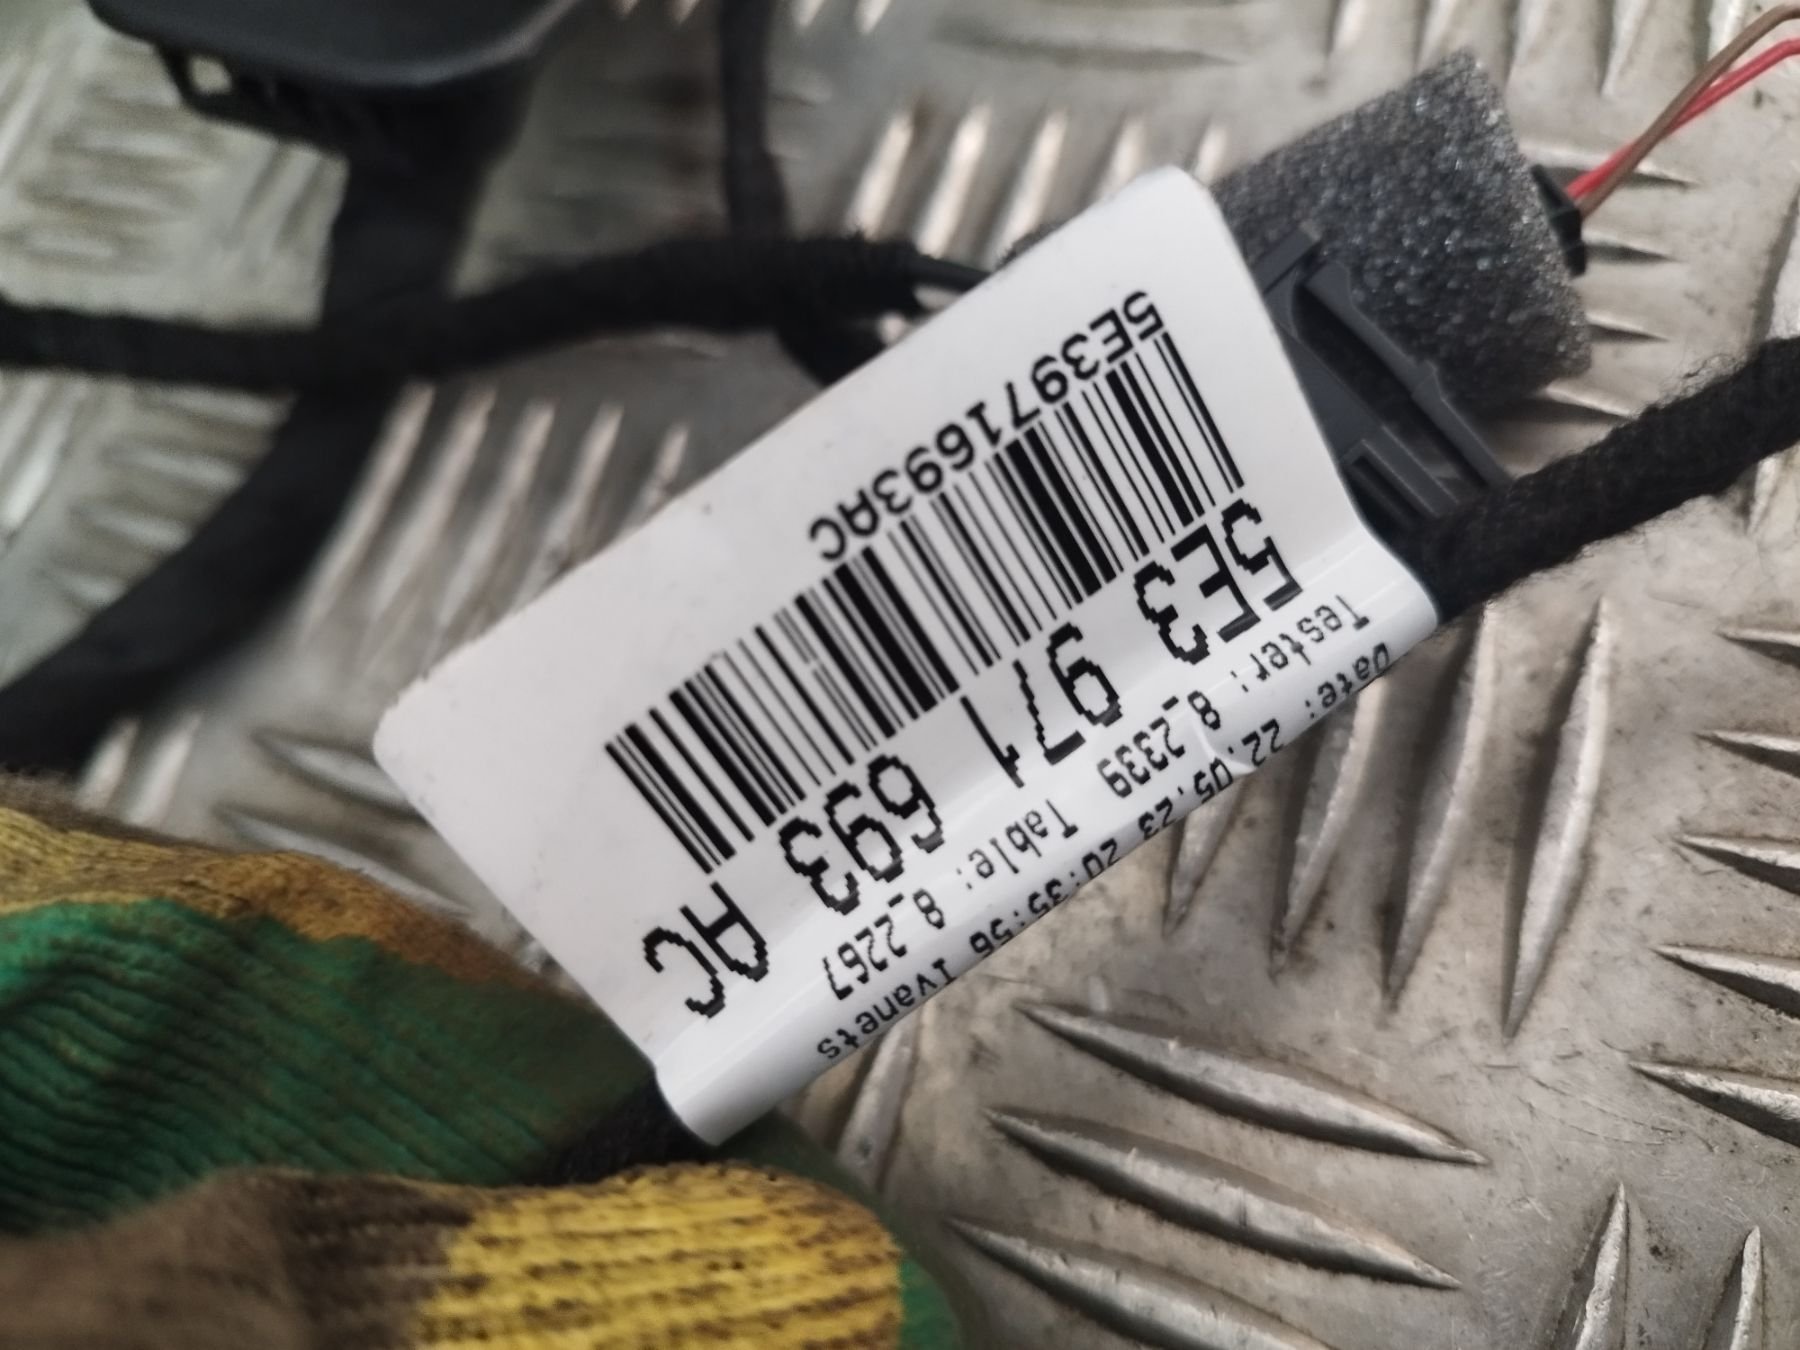 5E3971693AC
5E3 971 693 AC
Tester: 8_2339 Table: 8_2267
Date: 22.05.23 20:35:56 Ivanets